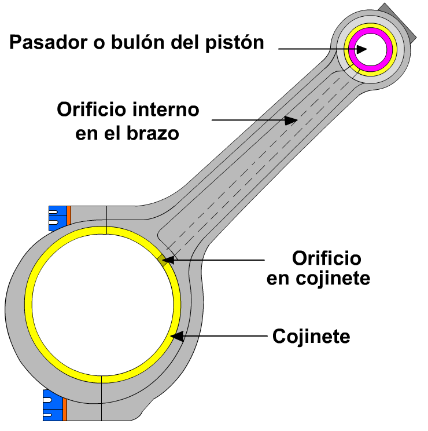 Pasador o bulón del pistón
Orificio interno
en el brazo
Orificio
en cojinete
Cojinete